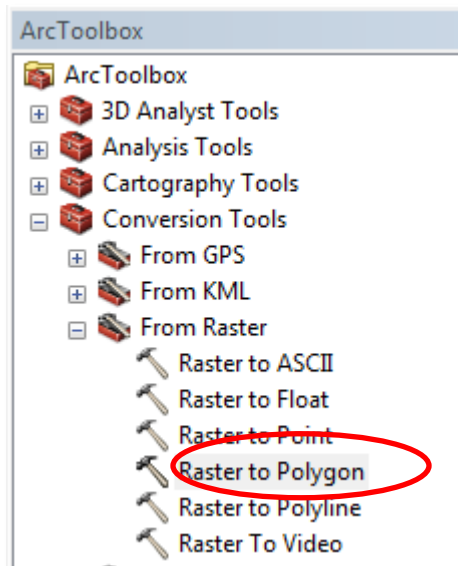 ArcToolbox
ArcToolbox
3D Analyst Tools
Analysis Tools
Cartography Tools
Conversion Tools
From GPS
From KML
From Raster
Raster to ASCII
Raster to Float
Raster to Point
Raster to Polygon
Raster to Polyline
Raster To Video